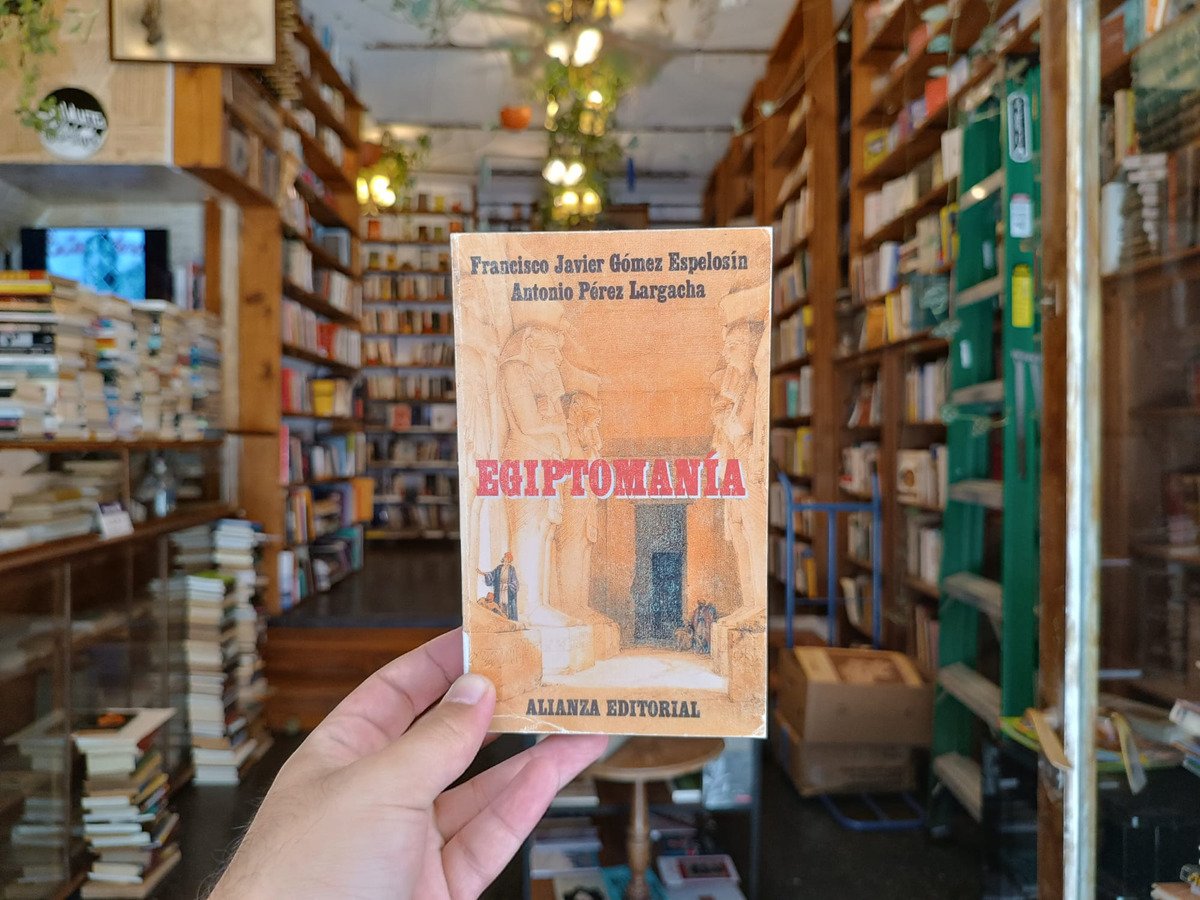 Francisco Javier Gómez Espelosín
Antonio Pérez Largacha
EGIPTOMANÍA
ALIANZA EDITORIAL